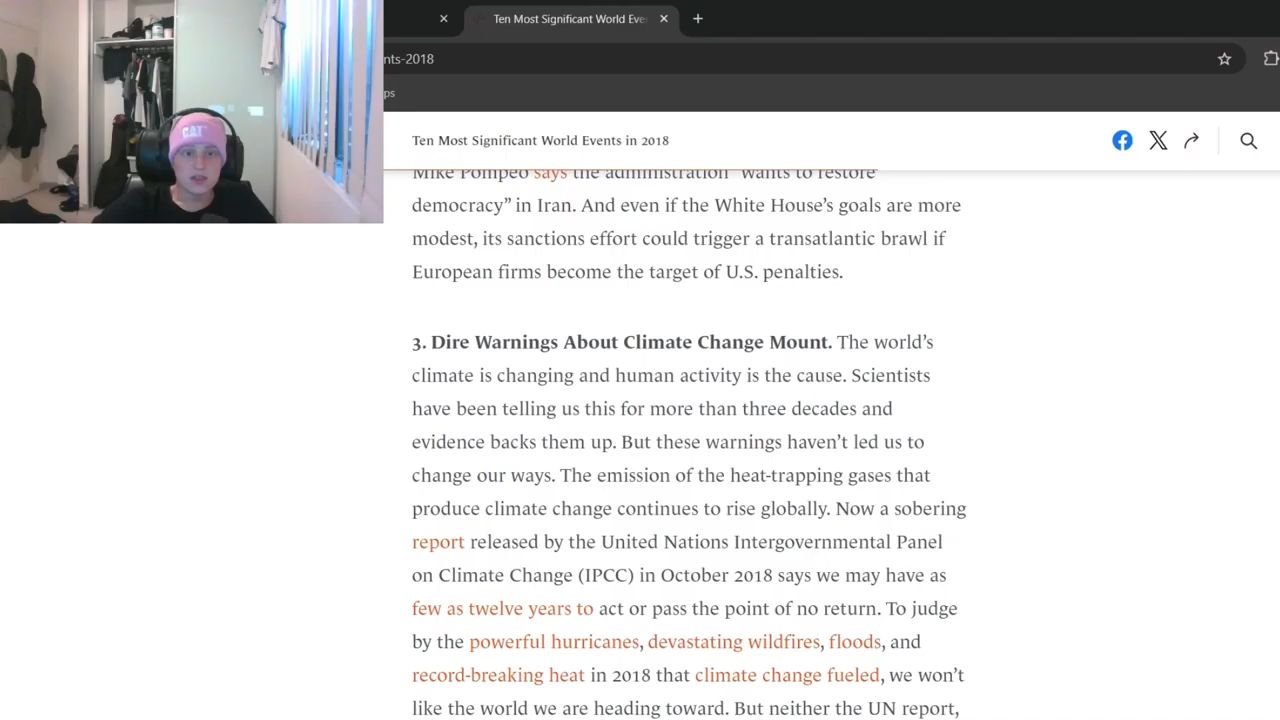 Ten Most Significant World Eve
nts-2018
ps
Ten Most Significant World Events in 2018
Mike Pompeo says the administration “wants to restore
democracy” in Iran. And even if the White House’s goals are more
modest, its sanctions effort could trigger a transatlantic brawl if
European firms become the target of U.S. penalties.
3. Dire Warnings About Climate Change Mount. The world’s
climate is changing and human activity is the cause. Scientists
have been telling us this for more than three decades and
evidence backs them up. But these warnings haven’t led us to
change our ways. The emission of the heat-trapping gases that
produce climate change continues to rise globally. Now a sobering
report released by the United Nations Intergovernmental Panel
on Climate Change (IPCC) in October 2018 says we may have as
few as twelve years to act or pass the point of no return. To judge
by the powerful hurricanes, devastating wildfires, floods, and
record-breaking heat in 2018 that climate change fueled, we won’t
like the world we are heading toward. But neither the UN report,
CAT